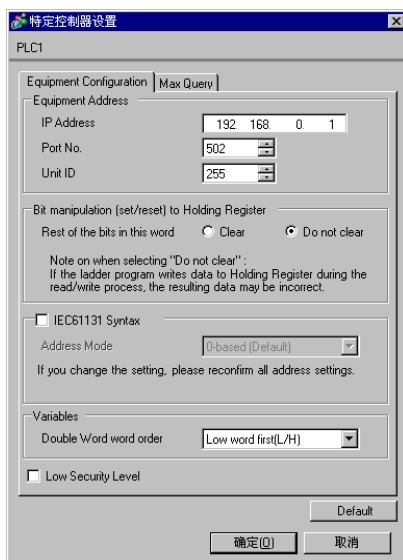 特定控制器设置
PLC1
Equipment Configuration Max Query
Equipment Address
IP Address 192. 168. 0. 1
Port No. 502
Unit ID 255
Bit manipulation (set/reset) to Holding Register
Rest of the bits in this word Clear Do not clear
Note on when selecting "Do not clear" :
If the ladder program writes data to Holding Register during the
read/write process, the resulting data may be incorrect.
IEC61131 Syntax
Address Mode 0-based (Default)
If you change the setting, please reconfirm all address settings.
Variables
Double Word word order Low word first(L/H)
Low Security Level
Default
确定(O) 取消